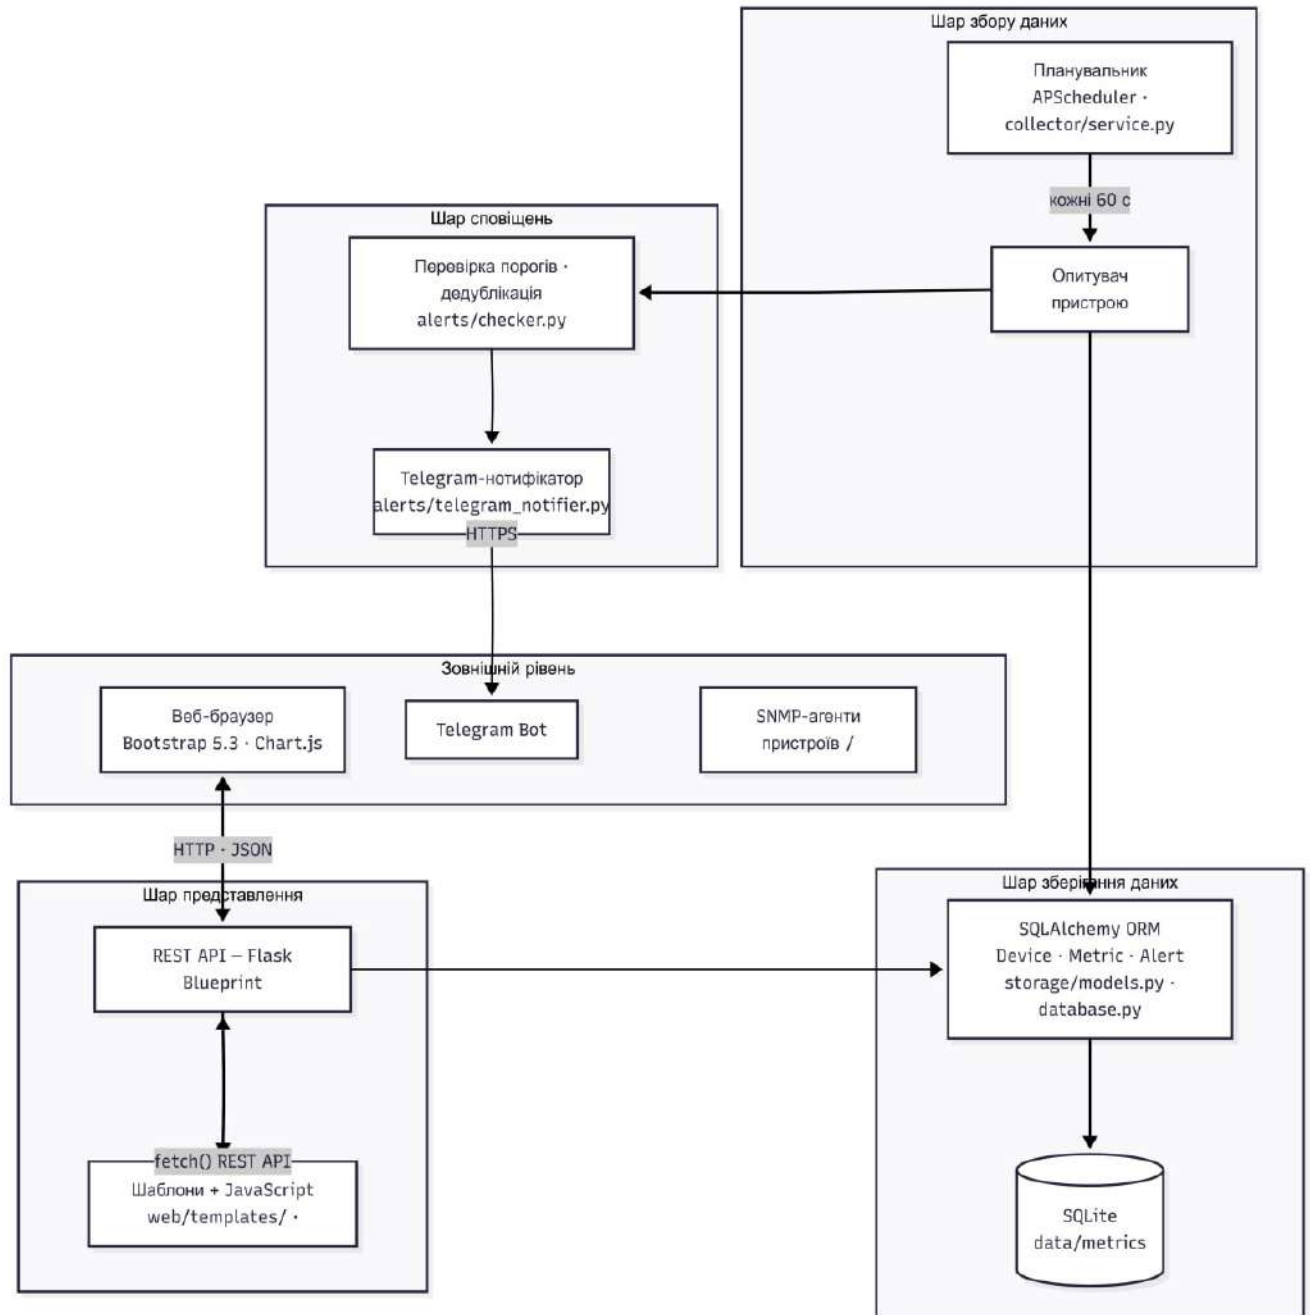 Шар збору даних
Планувальник
APScheduler ·
collector/service.py
кожні 60 с
Опитувач
пристрою
Шар сповіщень
Перевірка порогів ·
дедублікація
alerts/checker.py
Telegram-нотифікатор
alerts/telegram_notifier.py
HTTPS
Зовнішній рівень
Веб-браузер
Bootstrap 5.3 · Chart.js
Telegram Bot
SNMP-агенти
пристроїв /
HTTP · JSON
Шар представлення
REST API — Flask
Blueprint
fetch() REST API
Шаблони + JavaScript
web/templates/ ·
Шар зберігання даних
SQLAlchemy ORM
Device · Metric · Alert
storage/models.py ·
database.py
SQLite
data/metrics